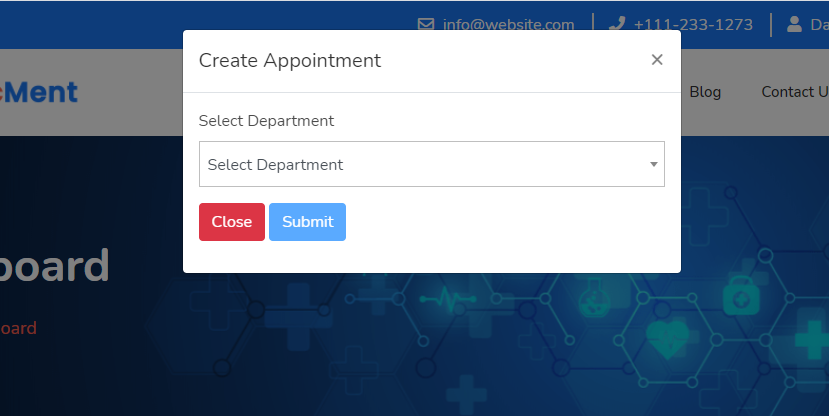 info@website.com +111-233-1273 Da
Create Appointment ×
cMent
Blog Contact U
Select Department
Select Department
Close Submit
board
oard